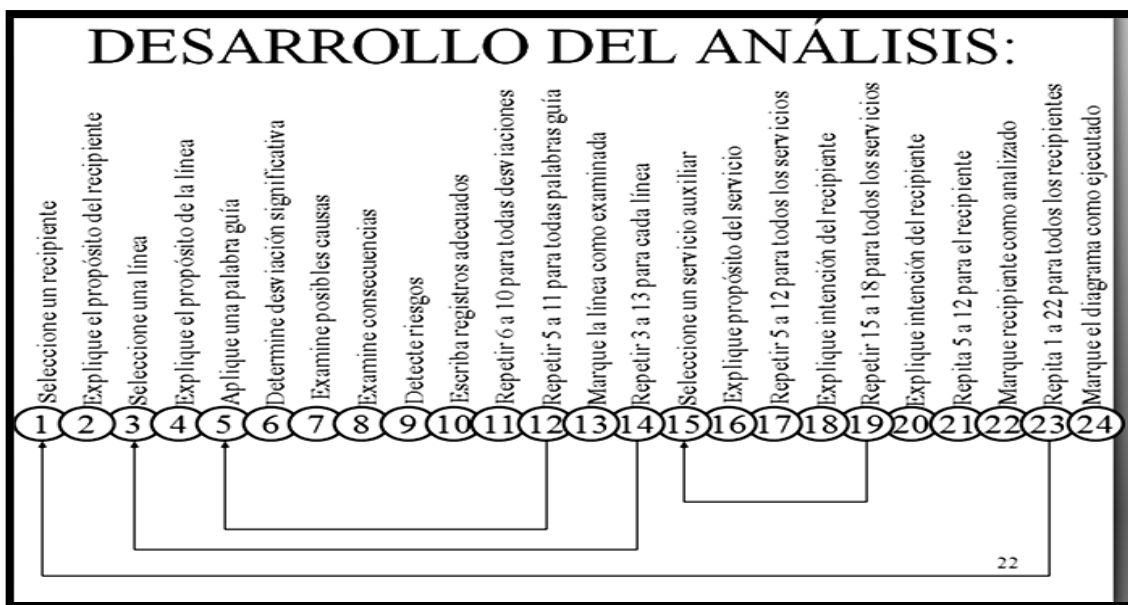 DESARROLLO DEL ANÁLISIS:
Seleccione un recipiente
Explique el propósito del recipiente
Seleccione una línea
Explique el propósito de la línea
Aplique una palabra guía
Determine desviación significativa
Examine posibles causas
Examine consecuencias
Detecte riesgos
Escriba registros adecuados
Repetir 6 a 10 para todas desviaciones
Repetir 5 a 11 para todas palabras guía
Marque la línea como examinada
Repetir 3 a 13 para cada línea
Seleccione un servicio auxiliar
Explique propósito del servicio
Repetir 5 a 12 para todos los servicios
Explique intención del recipiente
Repetir 15 a 18 para todos los servicios
Explique intención del recipiente
Repita 5 a 12 para el recipiente
Marque recipiente como analizado
Repita 1 a 22 para todos los recipientes
Marque el diagrama como ejecutado
1 2 3 4 5 6 7 8 9 10 11 12 13 14 15 16 17 18 19 20 21 22 23 24
22